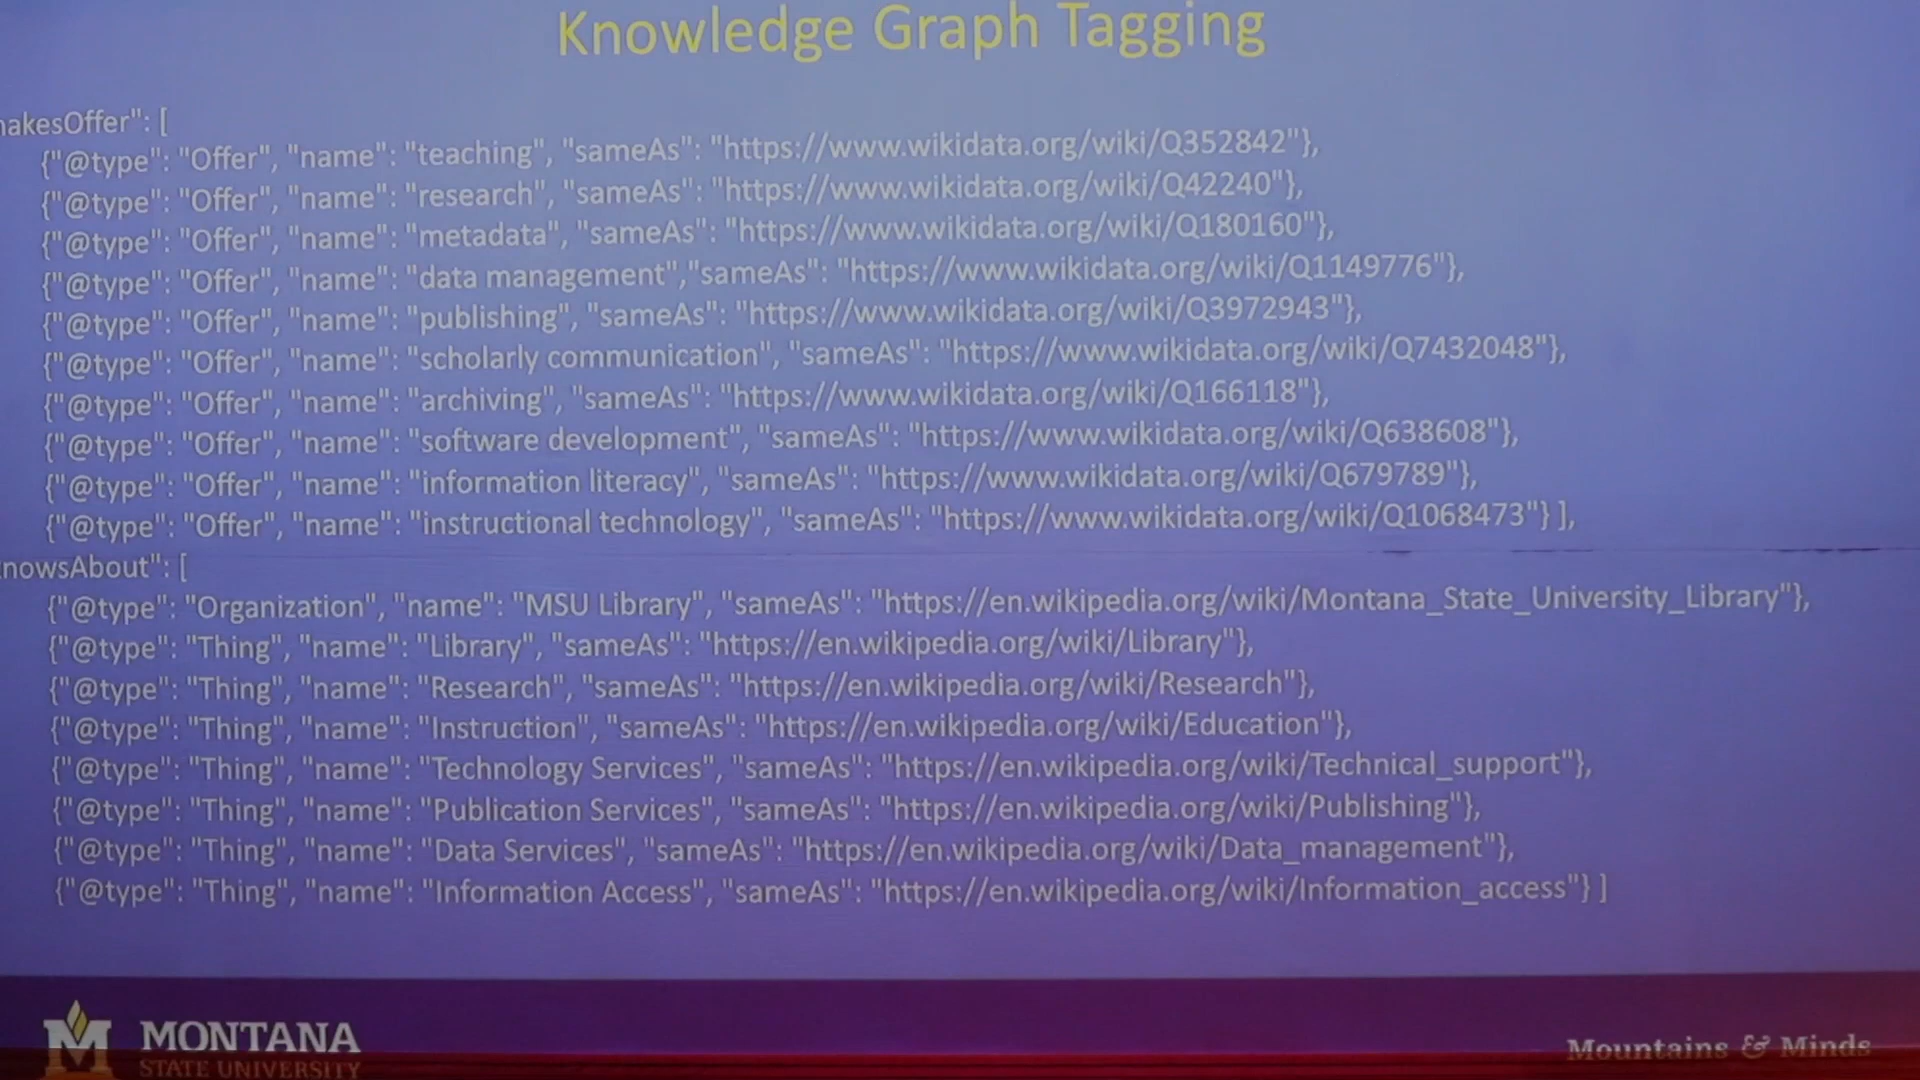 Knowledge Graph Tagging
makesOffer": [
{"@type": "Offer", "name": "teaching", "sameAs": "https://www.wikidata.org/wiki/Q352842"},
{"@type": "Offer", "name": "research", "sameAs": "https://www.wikidata.org/wiki/Q42240"},
{"@type": "Offer", "name": "metadata", "sameAs": "https://www.wikidata.org/wiki/Q180160"},
{"@type": "Offer", "name": "data management","sameAs": "https://www.wikidata.org/wiki/Q1149776"},
{"@type": "Offer", "name": "publishing", "sameAs": "https://www.wikidata.org/wiki/Q3972943"},
{"@type": "Offer", "name": "scholarly communication", "sameAs": "https://www.wikidata.org/wiki/Q7432048"},
{"@type": "Offer", "name": "archiving", "sameAs": "https://www.wikidata.org/wiki/Q166118"},
{"@type": "Offer", "name": "software development", "sameAs": "https://www.wikidata.org/wiki/Q638608"},
{"@type": "Offer", "name": "information literacy", "sameAs": "https://www.wikidata.org/wiki/Q679789"},
{"@type": "Offer", "name": "instructional technology", "sameAs": "https://www.wikidata.org/wiki/Q1068473"} ],
nowsAbout": [
{"@type": "Organization", "name": "MSU Library", "sameAs": "https://en.wikipedia.org/wiki/Montana_State_University_Library"},
{"@type": "Thing", "name": "Library", "sameAs": "https://en.wikipedia.org/wiki/Library"},
{"@type": "Thing", "name": "Research", "sameAs": "https://en.wikipedia.org/wiki/Research"},
{"@type": "Thing", "name": "Instruction", "sameAs": "https://en.wikipedia.org/wiki/Education"},
{"@type": "Thing", "name": "Technology Services", "sameAs": "https://en.wikipedia.org/wiki/Technical_support"},
{"@type": "Thing", "name": "Publication Services", "sameAs": "https://en.wikipedia.org/wiki/Publishing"},
{"@type": "Thing", "name": "Data Services", "sameAs": "https://en.wikipedia.org/wiki/Data_management"},
{"@type": "Thing", "name": "Information Access", "sameAs": "https://en.wikipedia.org/wiki/Information_access"} ]
M MONTANA
STATE UNIVERSITY
Mountains & Minds